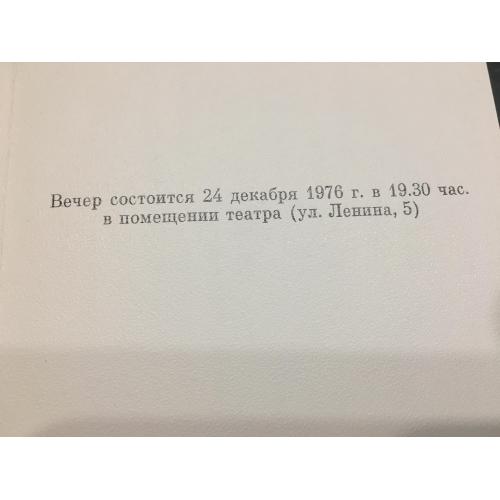 Вечер состоится 24 декабря 1976 г. в 19.30 час.
в помещении театра (ул. Ленина, 5)